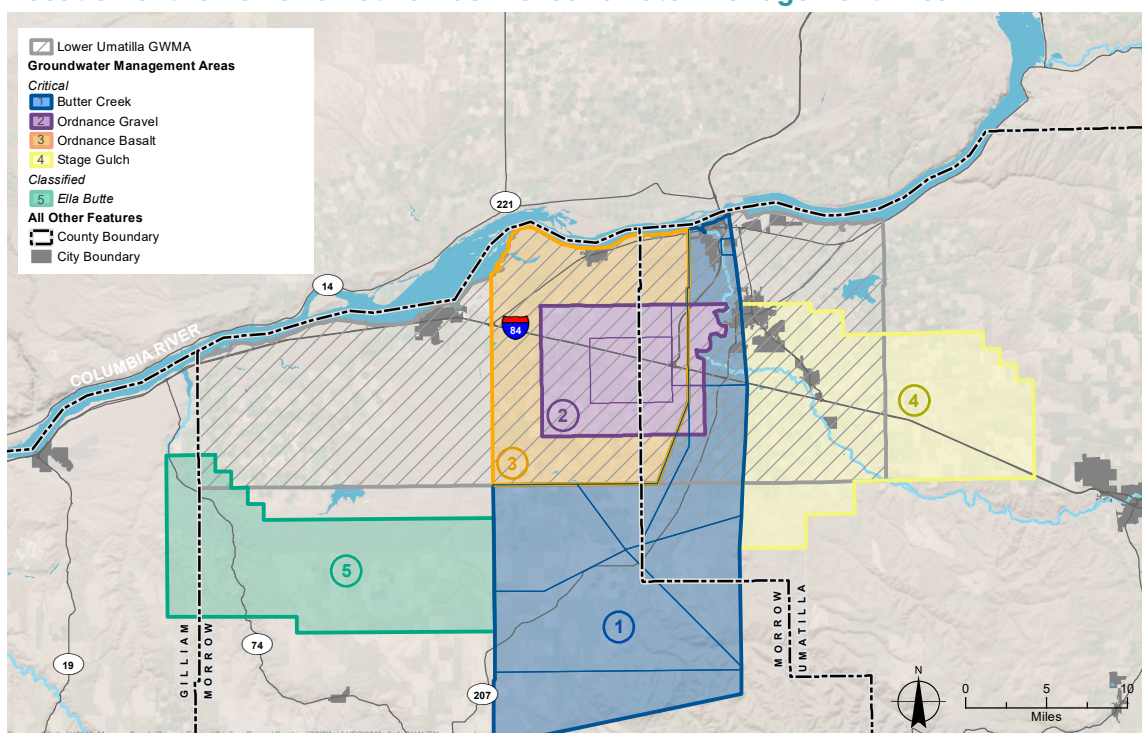 Lower Umatilla GWMA
Groundwater Management Areas
Critical
1 Butter Creek
2 Ordnance Gravel
3 Ordnance Basalt
4 Stage Gulch
Classified
5 Ella Butte
All Other Features
County Boundary
City Boundary
221
14
84
COLUMBIA RIVER
2
4
3
5
1
GILLIAM
MORROW
MORROW
UMATILLA
74
19
207
N
0 5 10
Miles